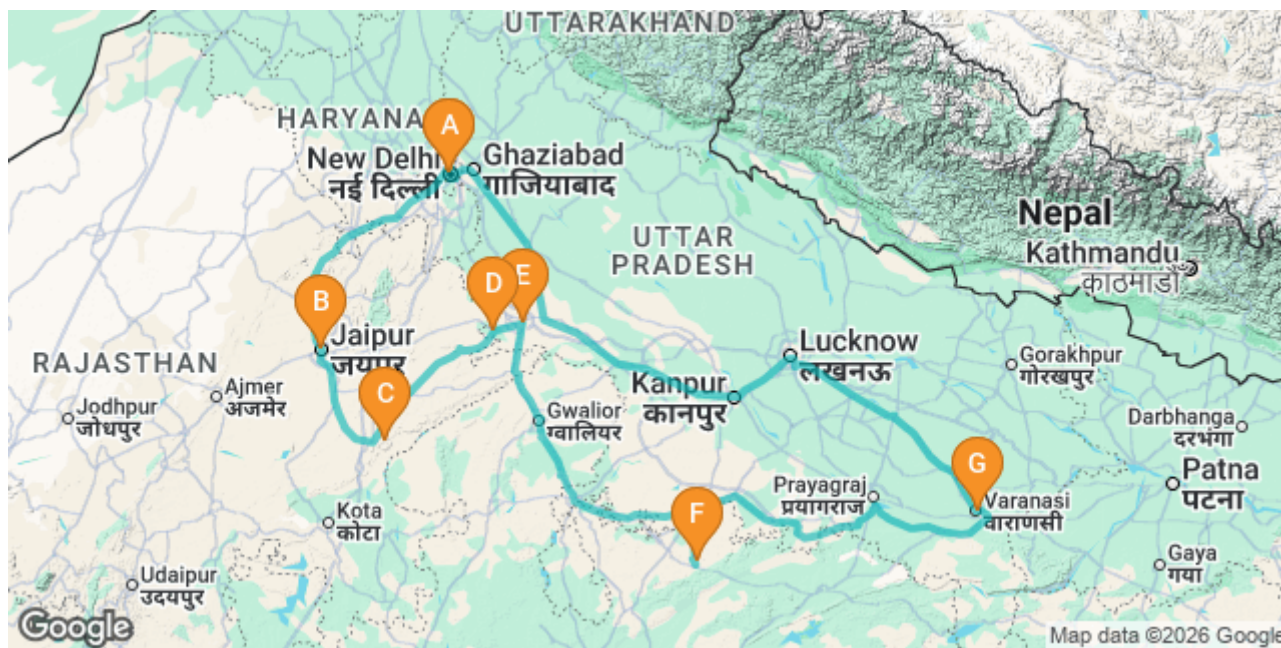 UTTARAKHAND
HARYANA
A
New Delhi
नई दिल्ली
Ghaziabad
गाजियाबाद
UTTAR
PRADESH
Nepal
Kathmandu
काठमाडौँ
B
D
E
Jaipur
जयपुर
RAJASTHAN
Lucknow
लखनऊ
Gorakhpur
गोरखपुर
Ajmer
अजमेर
Jodhpur
जोधपुर
C
Gwalior
ग्वालियर
Kanpur
कानपुर
Darbhanga
दरभंगा
Patna
पटना
G
Prayagraj
प्रयागराज
Varanasi
वाराणसी
Kota
कोटा
F
Gaya
गया
Udaipur
उदयपुर
Google
Map data ©2026 Google